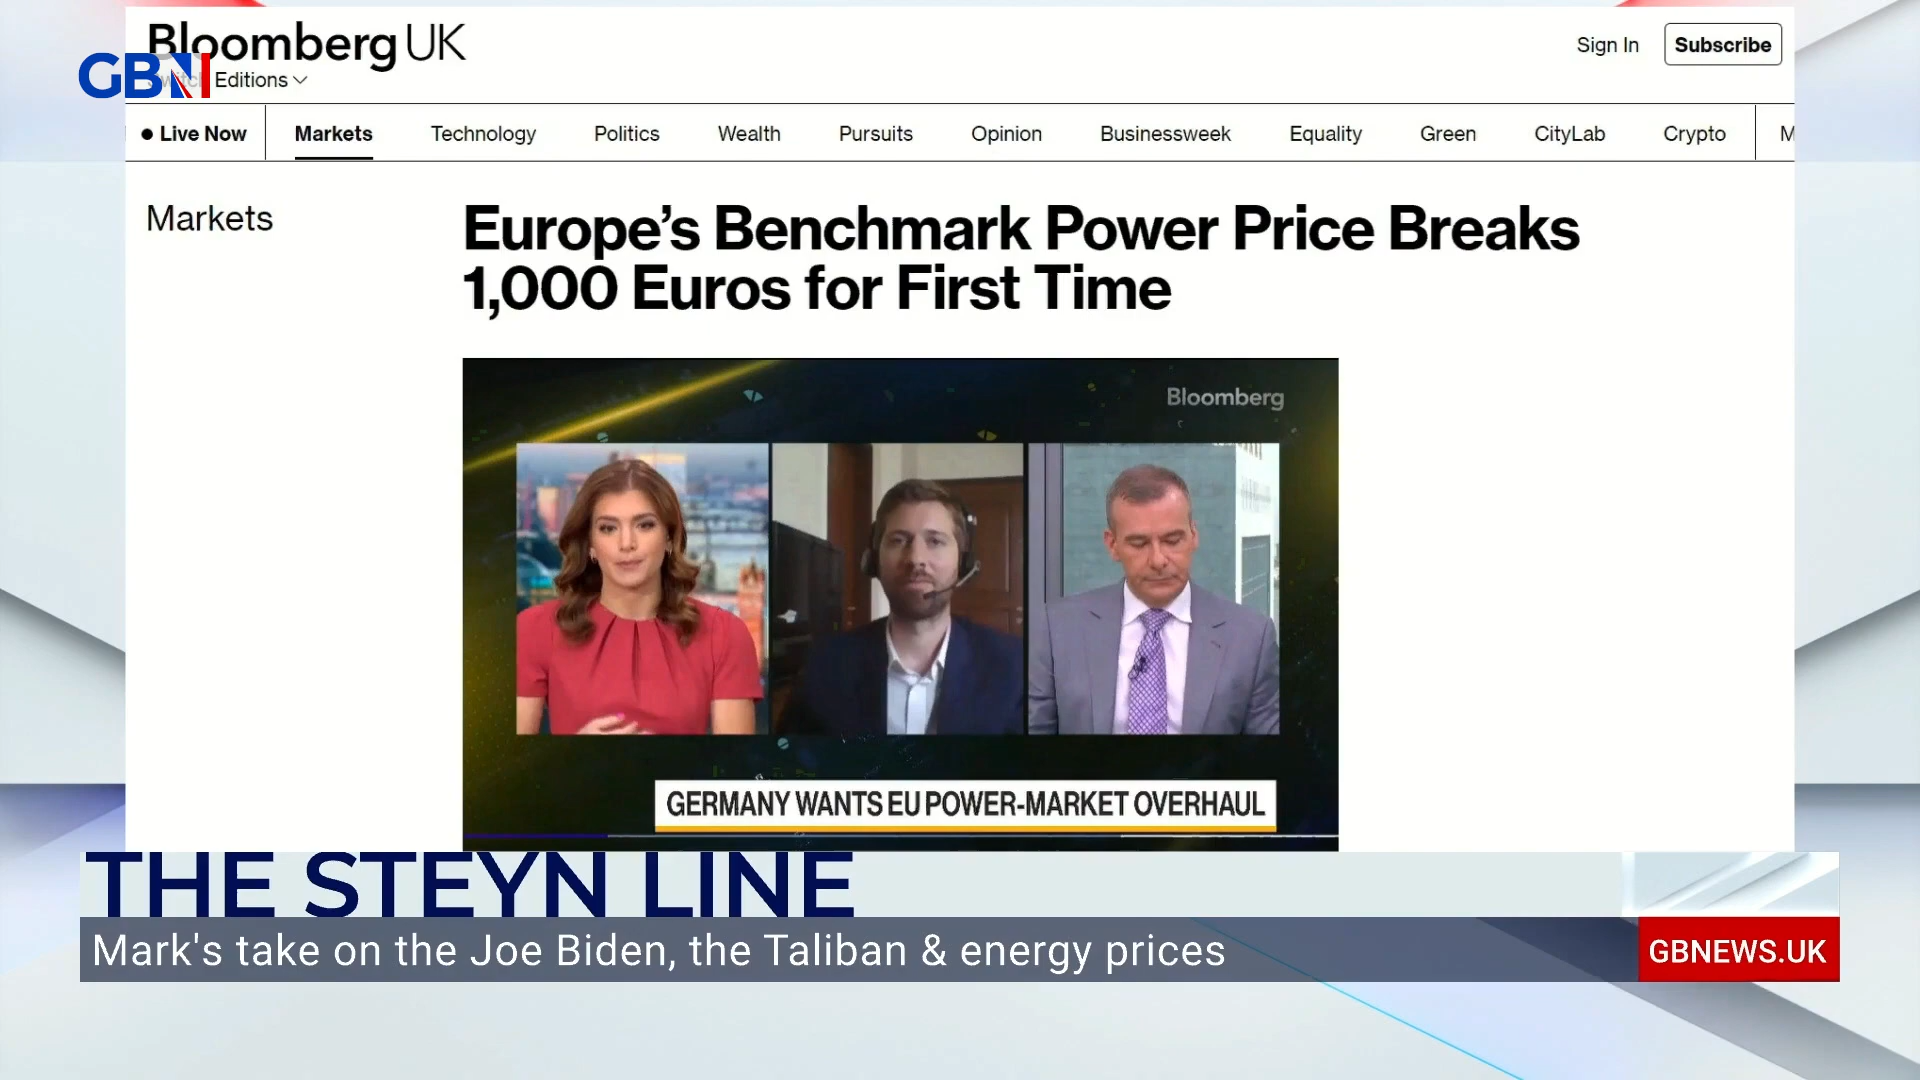 Bloomberg UK
GBN
Switch Editions
Sign In
Subscribe
Live Now
Markets
Technology
Politics
Wealth
Pursuits
Opinion
Businessweek
Equality
Green
CityLab
Crypto
M
Markets
Europe's Benchmark Power Price Breaks
1,000 Euros for First Time
Bloomberg
GERMANY WANTS EU POWER-MARKET OVERHAUL
THE STEYN LINE
Mark's take on the Joe Biden, the Taliban & energy prices
GBNEWS.UK